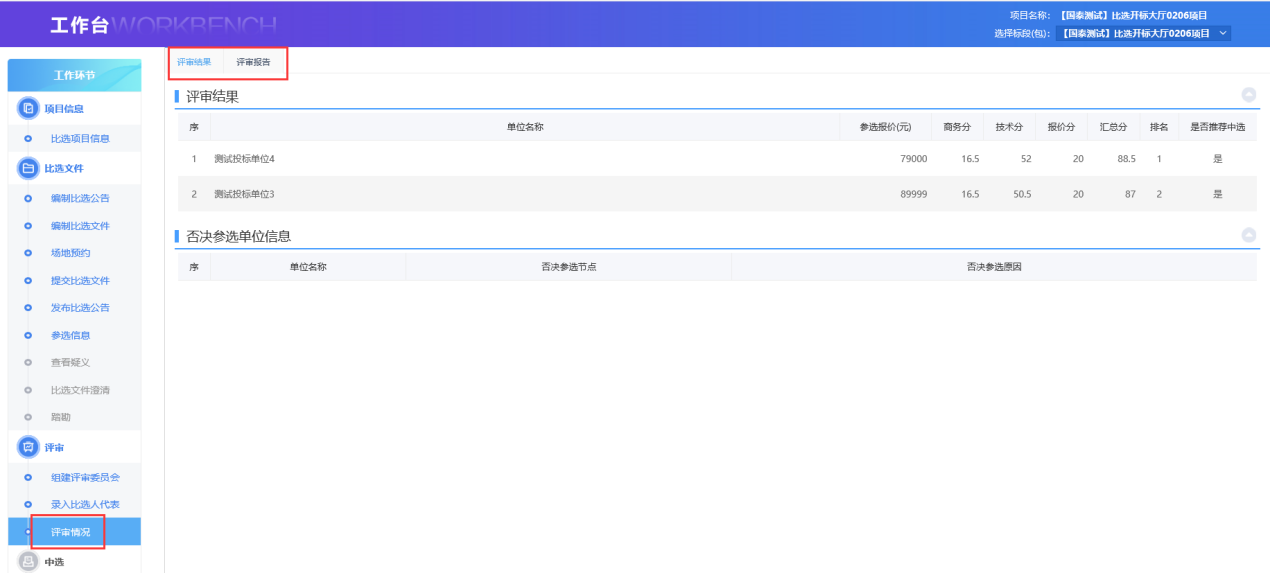 工作台WORKBENCH
项目名称：【国泰测试】比选开标大厅0206项目
选择标段(包)：【国泰测试】比选开标大厅0206项目
工作环节
项目信息
比选项目信息
比选文件
编制比选公告
编制比选文件
场地预约
提交比选文件
发布比选公告
参选信息
查看疑义
比选文件澄清
踏勘
评审
组建评审委员会
录入比选人代表
评审情况
中选
评审结果 评审报告
评审结果
序 单位名称 参选报价(元) 商务分 技术分 报价分 汇总分 排名 是否推荐中选
1 测试投标单位4 79000 16.5 52 20 88.5 1 是
2 测试投标单位3 89999 16.5 50.5 20 87 2 是
否决参选单位信息
序 单位名称 否决参选节点 否决参选原因